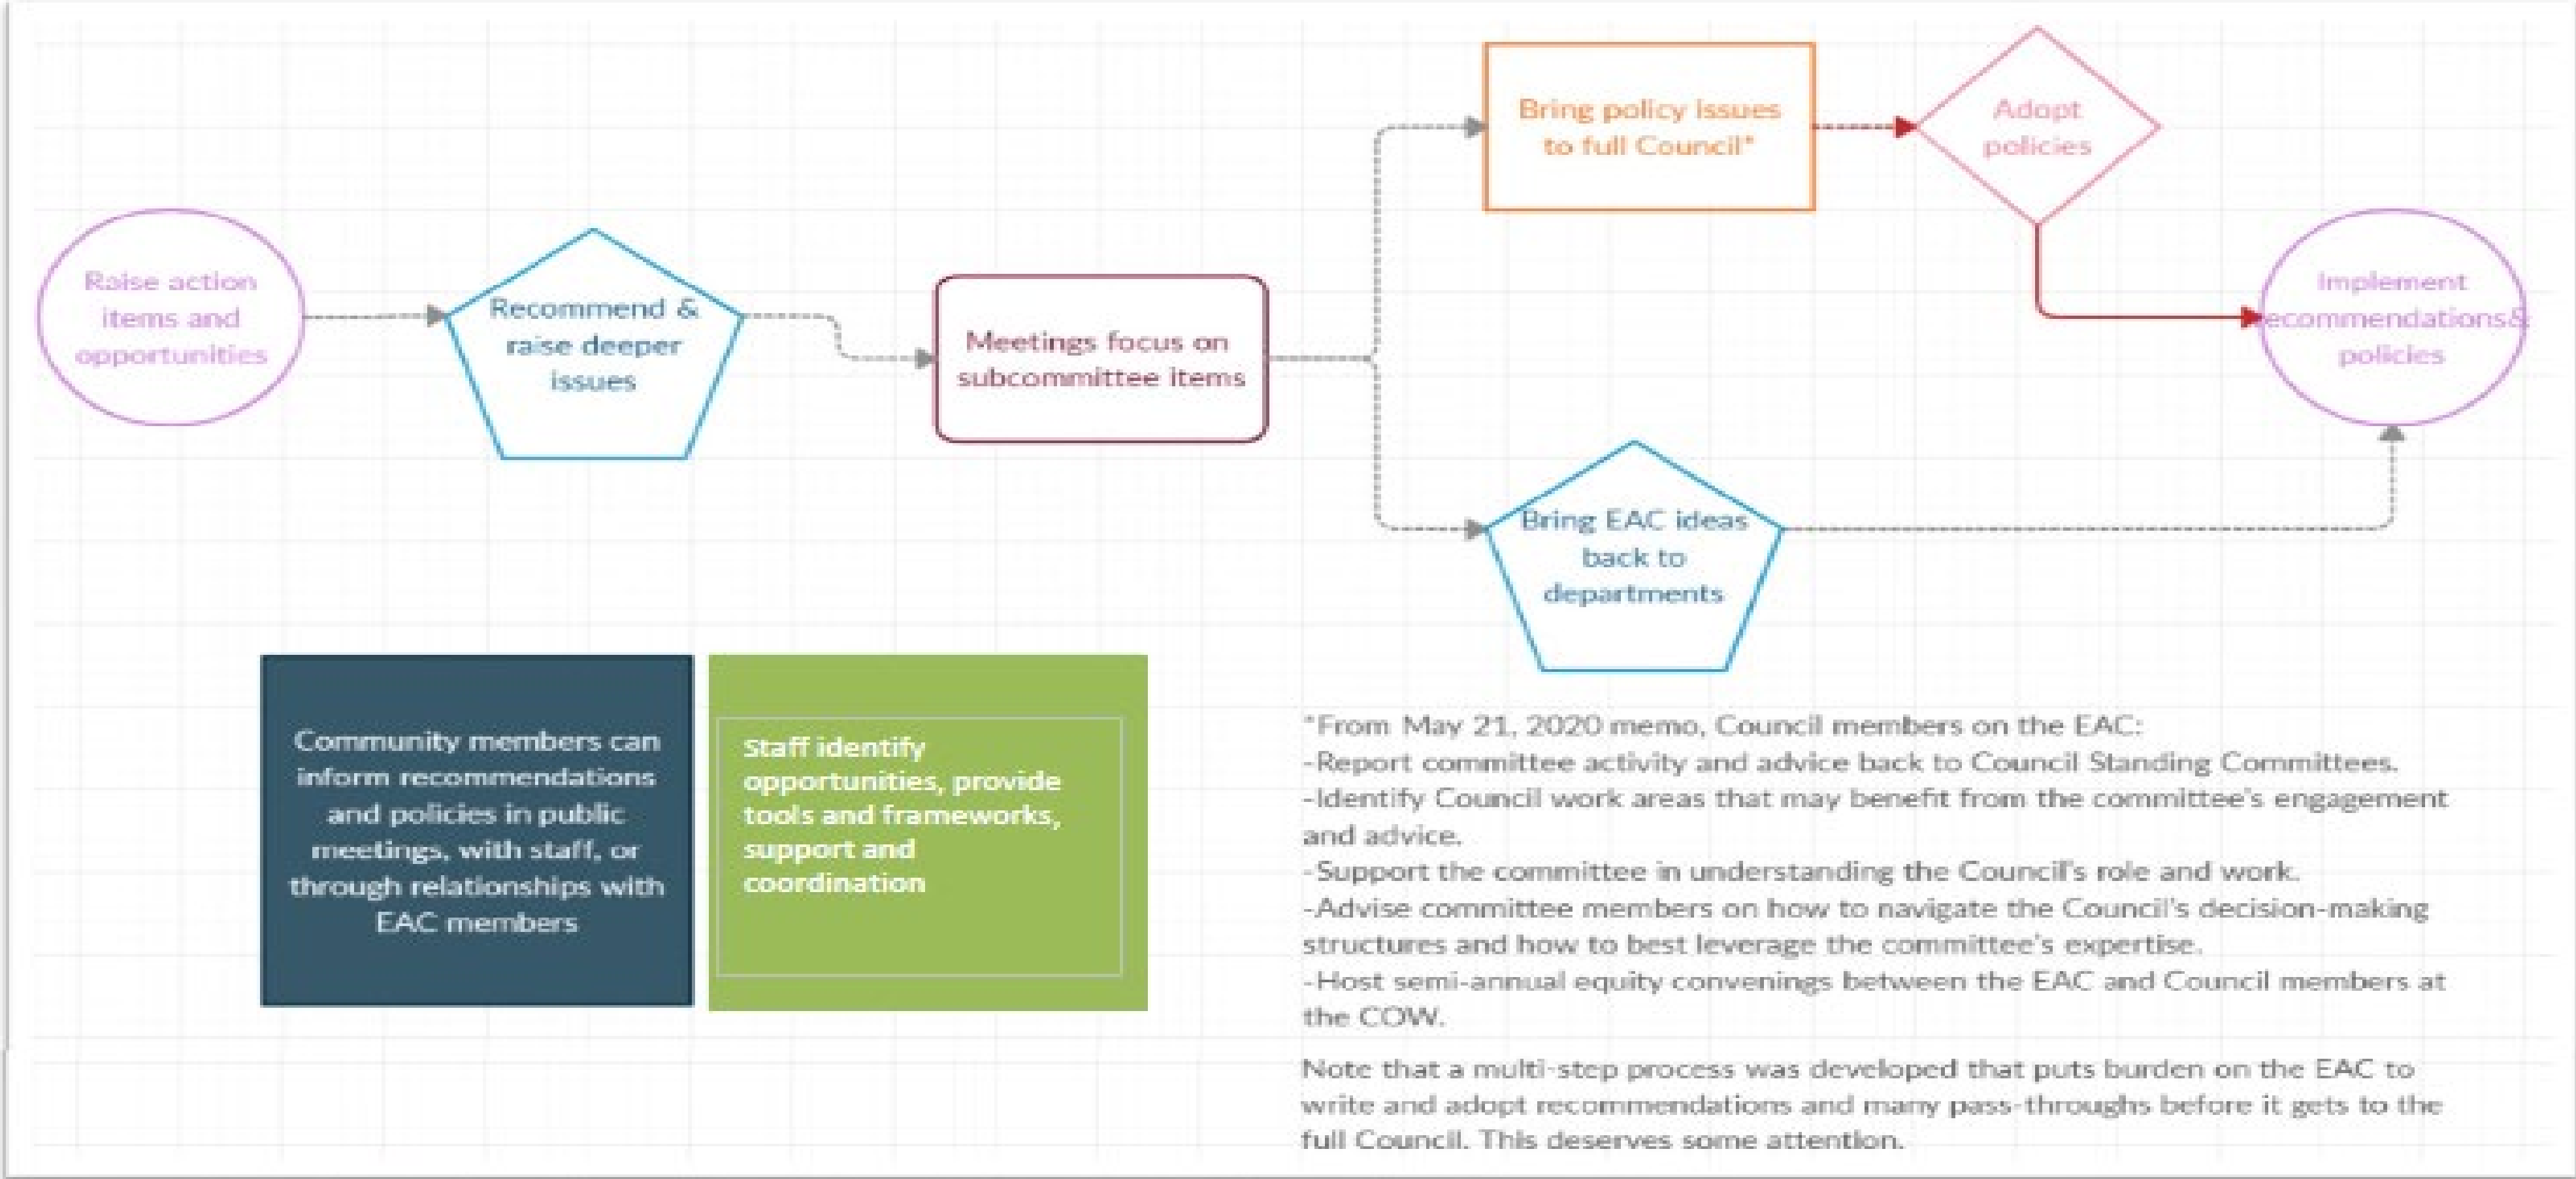 Raise action
items and
opportunities
Recommend &
raise deeper
issues
Meetings focus on
subcommittee items
Bring policy issues
to full Council*
Adopt
policies
Implement
ecommendations&
policies
Bring EAC ideas
back to
departments
Community members can
inform recommendations
and policies in public
meetings, with staff, or
through relationships with
EAC members
Staff identify
opportunities, provide
tools and frameworks,
support and
coordination
*From May 21, 2020 memo, Council members on the EAC:
-Report committee activity and advice back to Council Standing Committees.
-Identify Council work areas that may benefit from the committee's engagement
and advice.
-Support the committee in understanding the Council's role and work.
-Advise committee members on how to navigate the Council's decision-making
structures and how to best leverage the committee's expertise.
-Host semi-annual equity convenings between the EAC and Council members at
the COW.
Note that a multi-step process was developed that puts burden on the EAC to
write and adopt recommendations and many pass-throughs before it gets to the
full Council. This deserves some attention.